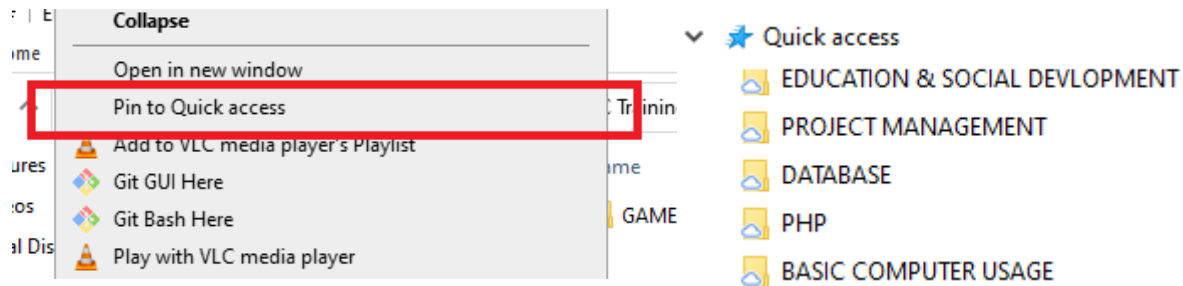 Collapse
Open in new window
Pin to Quick access
Add to VLC media player's Playlist
Git GUI Here
Git Bash Here
Play with VLC media player
GAME
Quick access
EDUCATION & SOCIAL DEVLOPMENT
PROJECT MANAGEMENT
DATABASE
PHP
BASIC COMPUTER USAGE